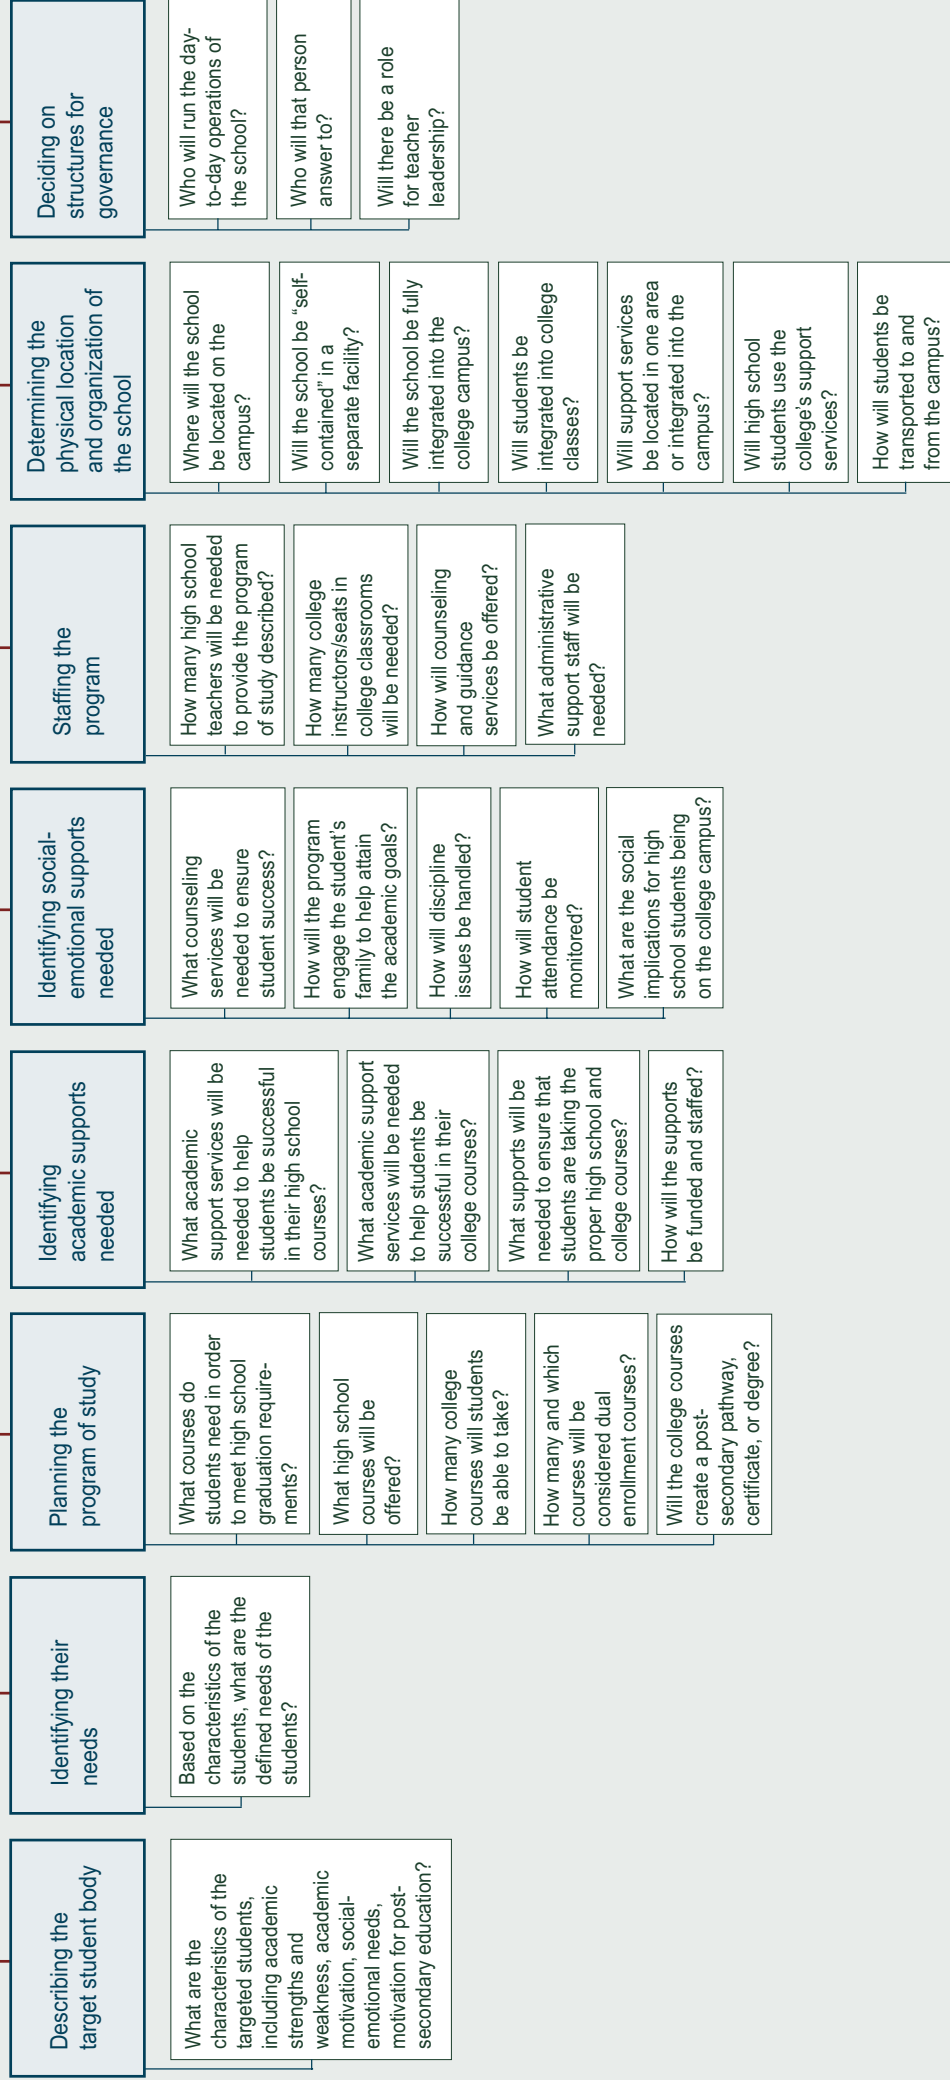 Describing the
target student body
What are the
characteristics of the
targeted students,
including academic
strengths and
weakness, academic
motivation, social-
emotional needs,
motivation for post-
secondary education?
Identifying their
needs
Based on the
characteristics of the
students, what are the
defined needs of the
students?
Planning the
program of study
What courses do
students need in order
to meet high school
graduation require-
ments?
What high school
courses will be
offered?
How many college
courses will students
be able to take?
How many and which
courses will be
considered dual
enrollment courses?
Will the college courses
create a post-
secondary pathway,
certificate, or degree?
Identifying
academic supports
needed
What academic
support services will be
needed to help
students be successful
in their high school
courses?
What academic support
services will be needed
to help students be
successful in their
college courses?
What supports will be
needed to ensure that
students are taking the
proper high school and
college courses?
How will the supports
be funded and staffed?
Identifying social-
emotional supports
needed
What counseling
services will be
needed to ensure
student success?
How will the program
engage the student's
family to help attain
the academic goals?
How will discipline
issues be handled?
How will student
attendance be
monitored?
What are the social
implications for high
school students being
on the college campus?
Staffing the
program
How many high school
teachers will be needed
to provide the program
of study described?
How many college
instructors/seats in
college classrooms
will be needed?
How will counseling
and guidance
services be offered?
What administrative
support staff will be
needed?
Determining the
physical location
and organization of
the school
Where will the school
be located on the
campus?
Will the school be “self-
contained” in a
separate facility?
Will the school be fully
integrated into the
college campus?
Will students be
integrated into college
classes?
Will support services
be located in one area
or integrated into the
campus?
Will high school
students use the
college's support
services?
How will students be
transported to and
from the campus?
Deciding on
structures for
governance
Who will run the day-
to-day operations of
the school?
Who will that person
answer to?
Will there be a role
for teacher
leadership?